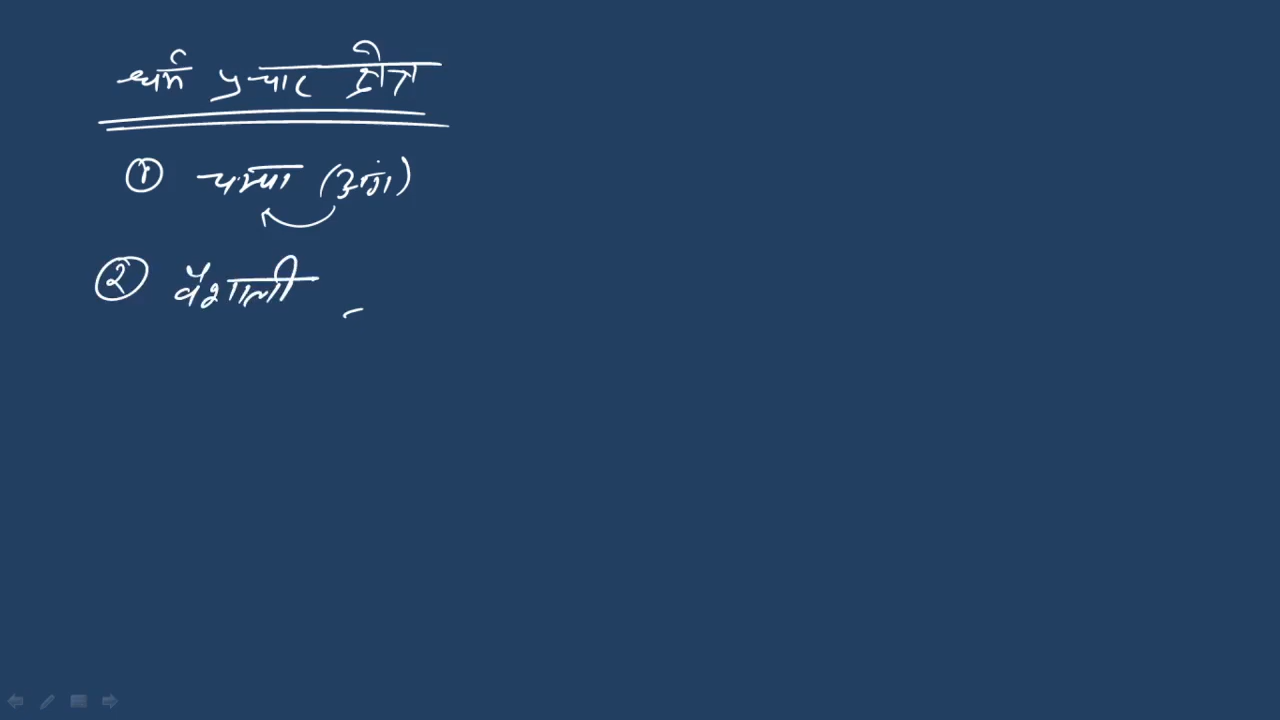 धर्म प्रचार क्षेत्र
① चम्पा (अंग)
② वैशाली